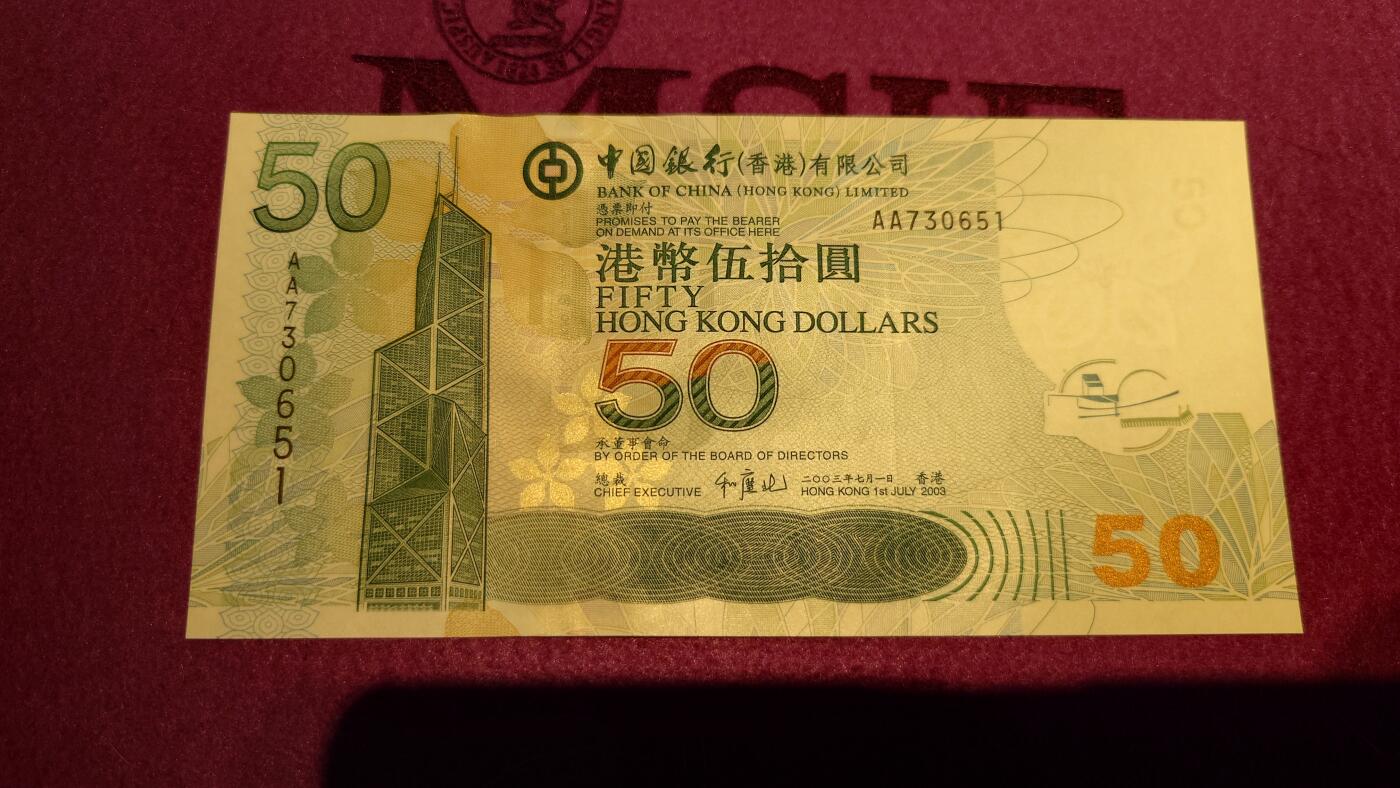 MSIF
50
中國銀行(香港)有限公司
BANK OF CHINA (HONG KONG) LIMITED
憑票即付
PROMISES TO PAY THE BEARER
ON DEMAND AT ITS OFFICE HERE
AA730651
AA730651
港幣伍拾圓
FIFTY
HONG KONG DOLLARS
50
承董事會命
BY ORDER OF THE BOARD OF DIRECTORS
總裁
CHIEF EXECUTIVE
二〇〇三年七月一日 香港
HONG KONG 1st JULY 2003
50
50